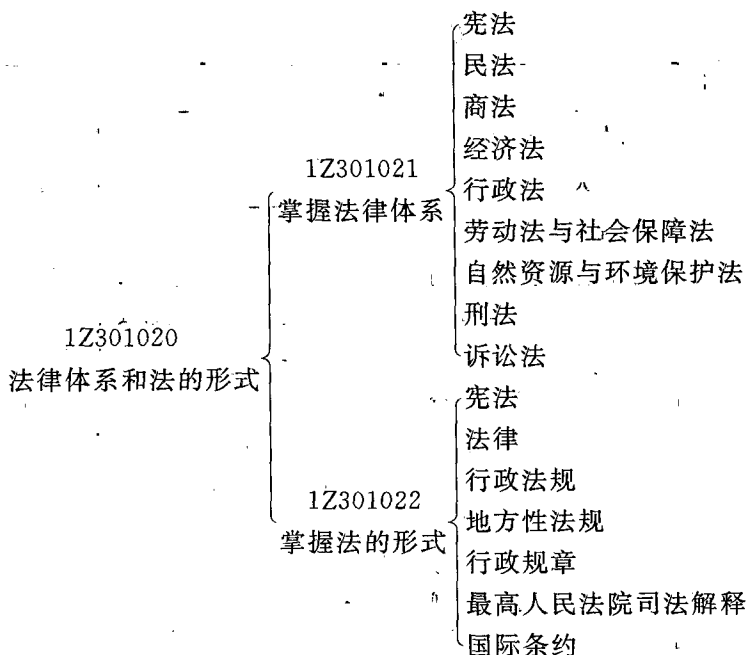 1Z301020
法律体系和法的形式
1Z301021
掌握法律体系
宪法
民法
商法
经济法
行政法
劳动法与社会保障法
自然资源与环境保护法
刑法
诉讼法
1Z301022
掌握法的形式
宪法
法律
行政法规
地方性法规
行政规章
最高人民法院司法解释
国际条约